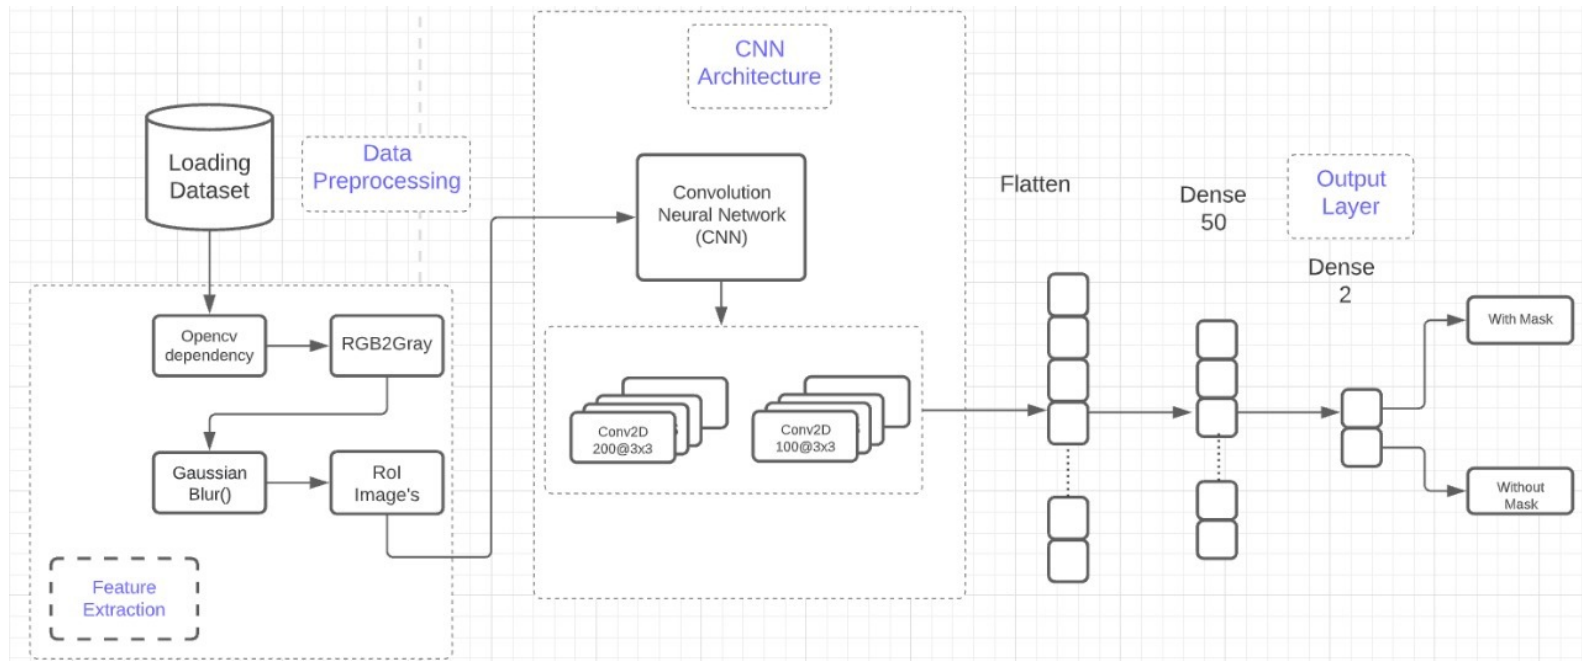 Loading
Dataset
Data
Preprocessing
Opencv
dependency
RGB2Gray
Gaussian
Blur()
RoI
Image's
Feature
Extraction
CNN
Architecture
Convolution
Neural Network
(CNN)
Conv2D
200@3x3
Conv2D
100@3x3
Flatten
Dense
50
Output
Layer
Dense
2
With Mask
Without
Mask